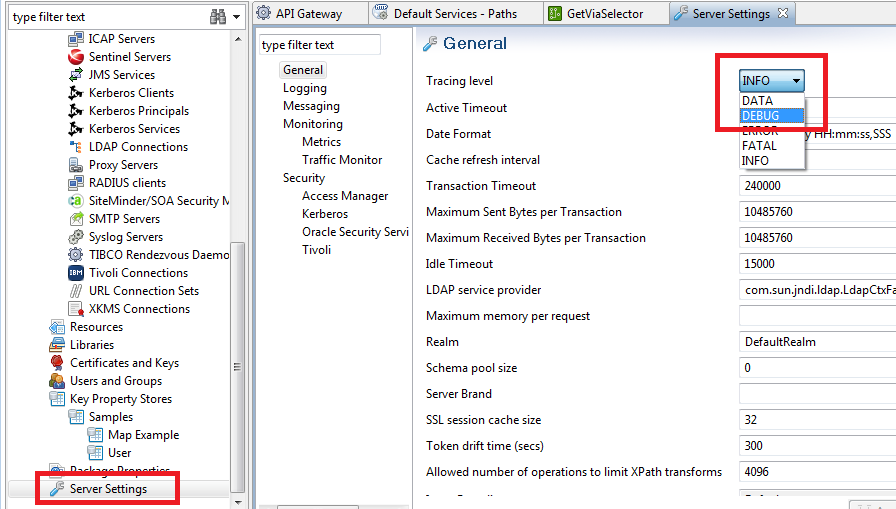 type filter text
ICAP Servers
Sentinel Servers
JMS Services
Kerberos Clients
Kerberos Principals
Kerberos Services
LDAP Connections
Proxy Servers
RADIUS clients
SiteMinder/SOA Security M
SMTP Servers
Syslog Servers
TIBCO Rendezvous Daemo
IBM Tivoli Connections
URL Connection Sets
XKMS Connections
Resources
Libraries
Certificates and Keys
Users and Groups
Key Property Stores
Samples
Map Example
User
Package Properties
Server Settings
API Gateway
Default Services - Paths
GetViaSelector
Server Settings
type filter text
General
Logging
Messaging
Monitoring
Metrics
Traffic Monitor
Security
Access Manager
Kerberos
Oracle Security Servi
Tivoli
General
Tracing level INFO
DATA
DEBUG
ERROR
FATAL
INFO
Active Timeout
Date Format HH:mm:ss,SSS
Cache refresh interval
Transaction Timeout 240000
Maximum Sent Bytes per Transaction 10485760
Maximum Received Bytes per Transaction 10485760
Idle Timeout 15000
LDAP service provider com.sun.jndi.ldap.LdapCtxFa
Maximum memory per request
Realm DefaultRealm
Schema pool size 0
Server Brand
SSL session cache size 32
Token drift time (secs) 300
Allowed number of operations to limit XPath transforms 4096